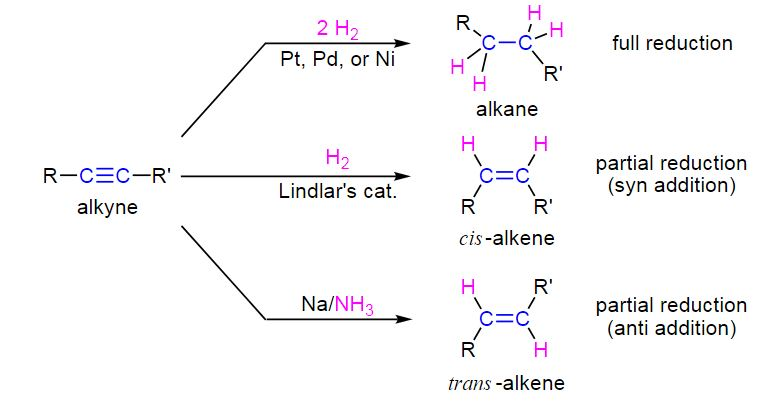 2 H₂
Pt, Pd, or Ni
R
H
H
C–C
H
H
R'
alkane
full reduction
R–C≡C–R'
alkyne
H₂
Lindlar's cat.
H
H
C=C
R
R'
cis-alkene
partial reduction
(syn addition)
Na/NH₃
H
R'
C=C
R
H
trans-alkene
partial reduction
(anti addition)